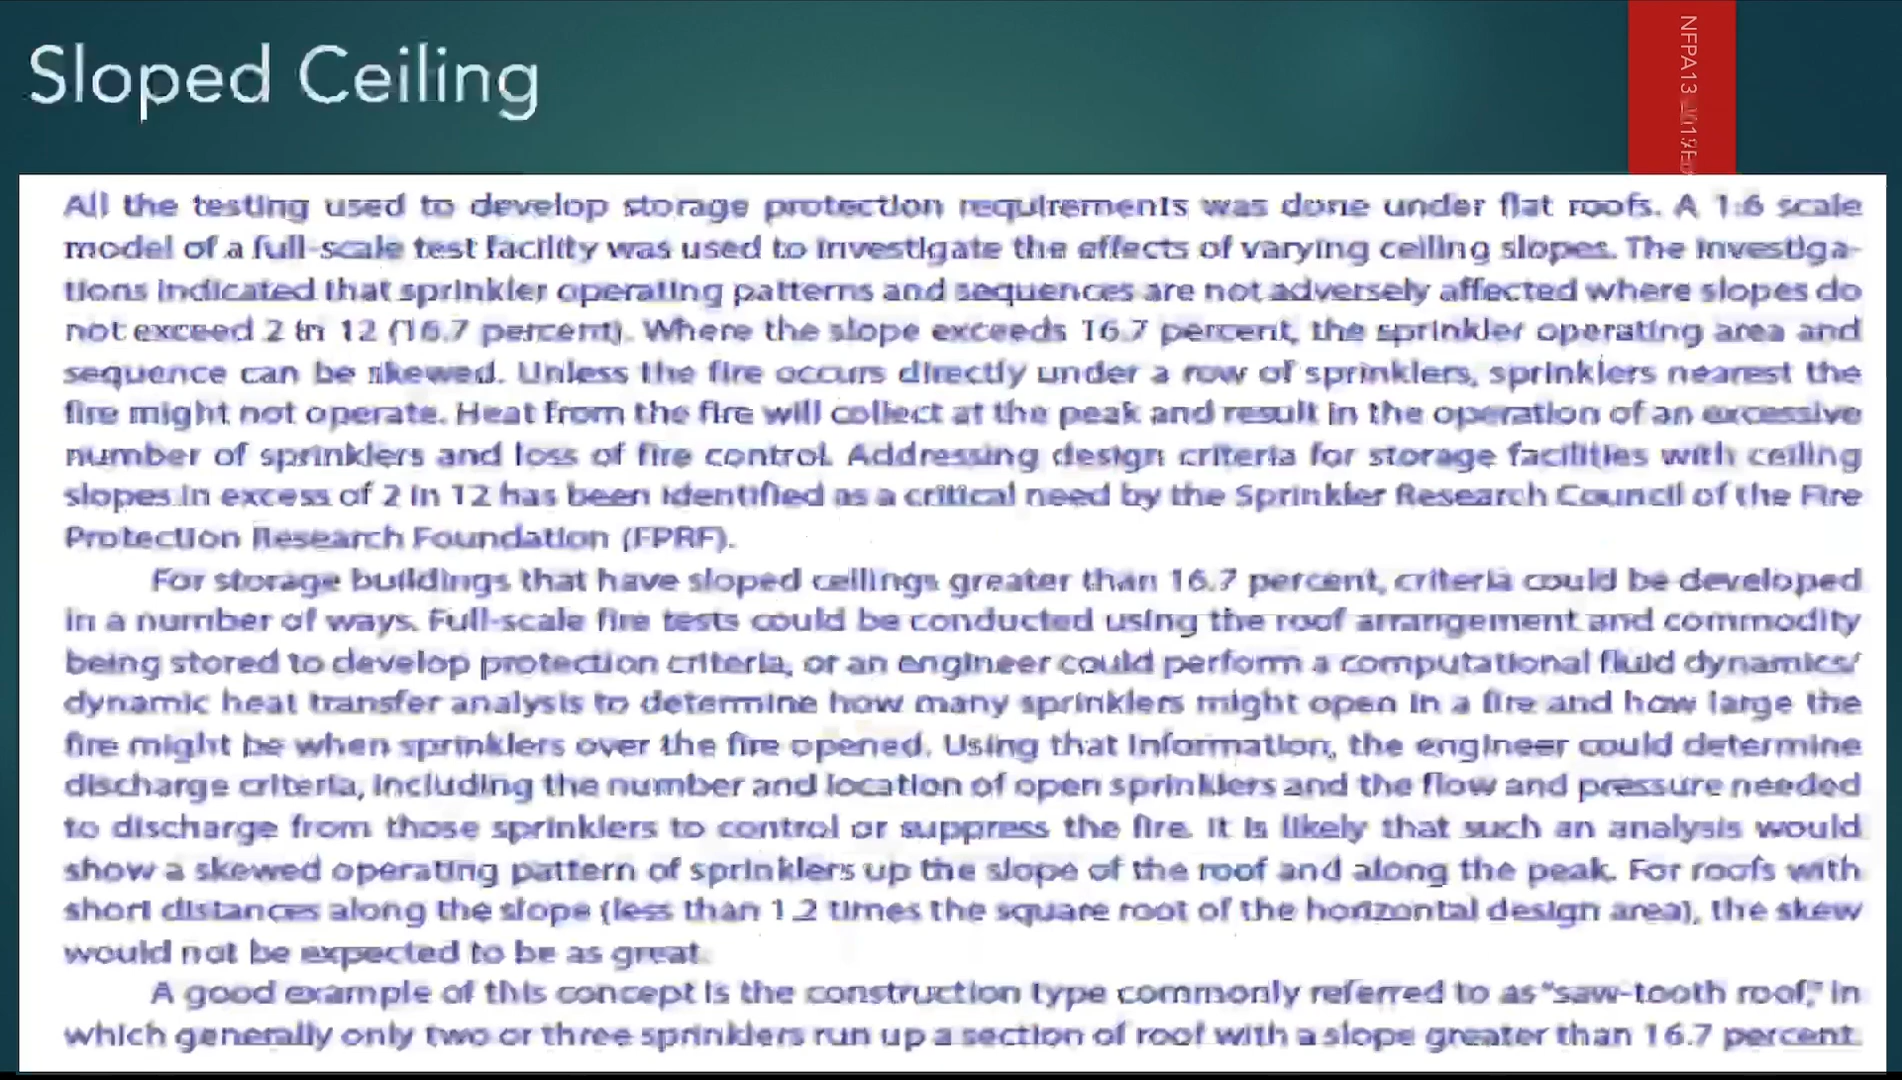 Sloped Ceiling
NFPA13
All the testing used to develop storage protection requirements was done under flat roofs. A 1:6 scale
model of a full-scale test facility was used to investigate the effects of varying ceiling slopes. The investiga-
tions indicated that sprinkler operating patterns and sequences are not adversely affected where slopes do
not exceed 2 in 12 (16.7 percent). Where the slope exceeds 16.7 percent, the sprinkler operating area and
sequence can be skewed. Unless the fire occurs directly under a row of sprinklers, sprinklers nearest the
fire might not operate. Heat from the fire will collect at the peak and result in the operation of an excessive
number of sprinklers and loss of fire control. Addressing design criteria for storage facilities with ceiling
slopes in excess of 2 in 12 has been identified as a critical need by the Sprinkler Research Council of the Fire
Protection Research Foundation (FPRF).
For storage buildings that have sloped ceilings greater than 16.7 percent, criteria could be developed
in a number of ways. Full-scale fire tests could be conducted using the roof arrangement and commodity
being stored to develop protection criteria, or an engineer could perform a computational fluid dynamics/
dynamic heat transfer analysis to determine how many sprinklers might open in a fire and how large the
fire might be when sprinklers over the fire opened. Using that information, the engineer could determine
discharge criteria, including the number and location of open sprinklers and the flow and pressure needed
to discharge from those sprinklers to control or suppress the fire. It is likely that such an analysis would
show a skewed operating pattern of sprinklers up the slope of the roof and along the peak. For roofs with
short distances along the slope (less than 1.2 times the square root of the horizontal design area), the skew
would not be expected to be as great.
A good example of this concept is the construction type commonly referred to as “saw-tooth roof,” in
which generally only two or three sprinklers run up a section of roof with a slope greater than 16.7 percent.